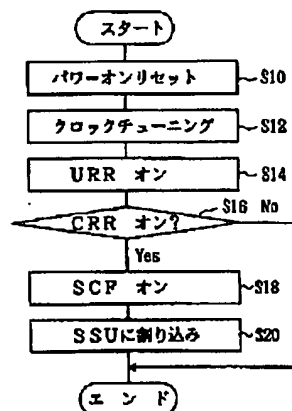 スタート
パワーオンリセット ~S10
クロックチューニング ~S12
URR オン ~S14
~S16 No
CRR オン?
Yes
SCF オン ~S18
SSUに割り込み ~S20
エンド